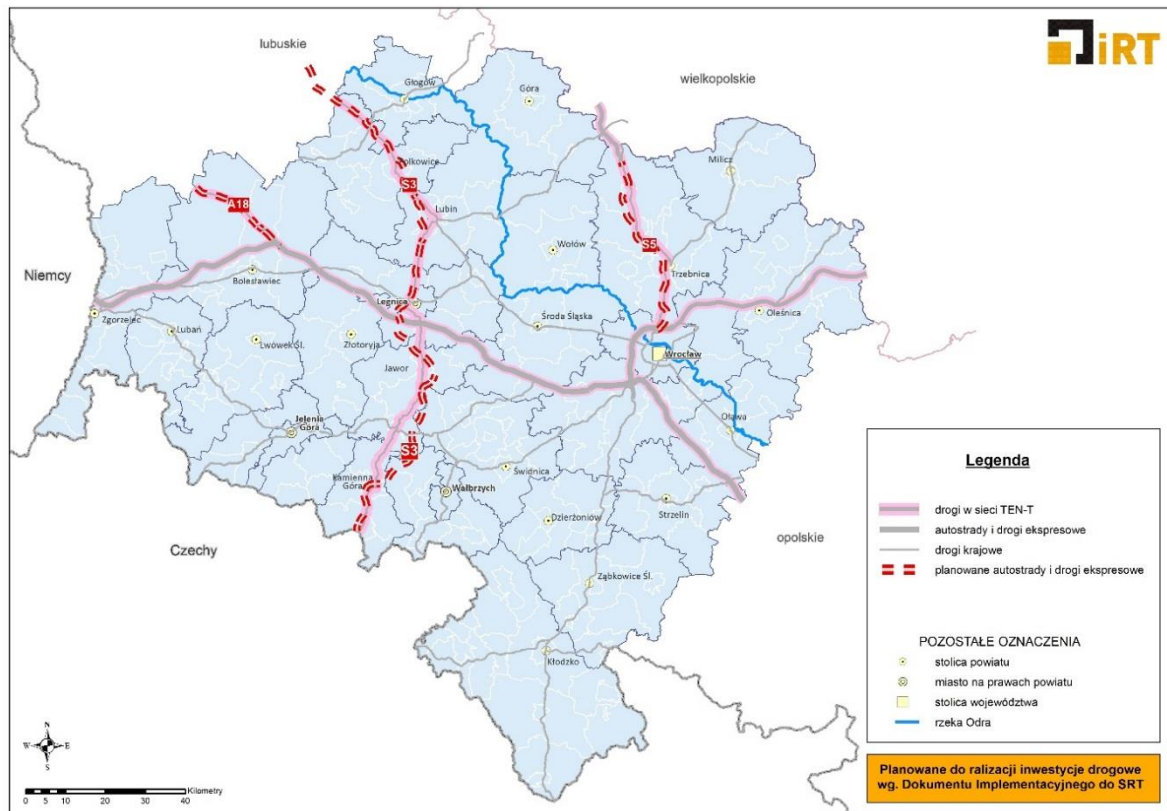 lubuskie
iRT
wielkopolskie
Głogów
Góra
Polkowice
Milicz
S3
A18
Lubin
S5
Wołów
Niemcy
Trzebnica
Bolesławiec
Legnica
Zgorzelec
Środa Śląska
Oleśnica
Lubań
Lwówek Śl.
Złotoryja
Wrocław
Jawor
Jelenia
Góra
Oława
S3
Kamienna
Góra
Świdnica
Wałbrzych
Strzelin
Dzierżoniów
Czechy
opolskie
Ząbkowice Śl.
Kłodzko
Legenda
drogi w sieci TEN-T
autostrady i drogi ekspresowe
drogi krajowe
planowane autostrady i drogi ekspresowe
POZOSTAŁE OZNACZENIA
stolica powiatu
miasto na prawach powiatu
stolica województwa
rzeka Odra
N
W E
S
Kilometry
0 5 10 20 30 40
Planowane do ralizacji inwestycje drogowe
wg. Dokumentu Implementacyjnego do SRT